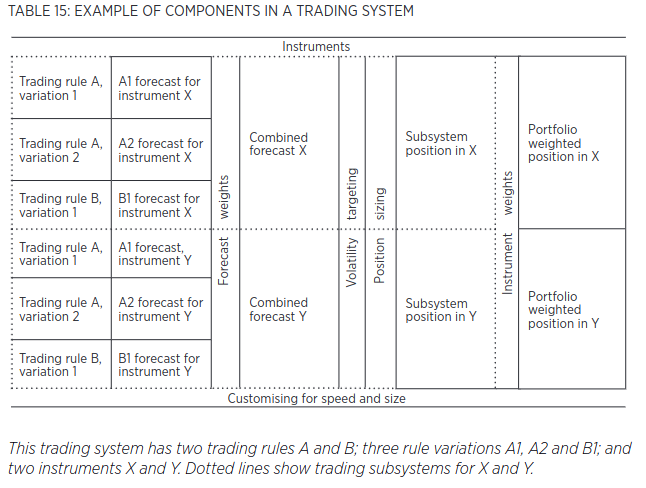 TABLE 15: EXAMPLE OF COMPONENTS IN A TRADING SYSTEM
Instruments
Trading rule A,
variation 1
A1 forecast for
instrument X
Trading rule A,
variation 2
A2 forecast for
instrument X
Trading rule B,
variation 1
B1 forecast for
instrument X
Trading rule A,
variation 1
A1 forecast,
instrument Y
Trading rule A,
variation 2
A2 forecast for
instrument Y
Trading rule B,
variation 1
B1 forecast for
instrument Y
Forecast weights
Combined
forecast X
Combined
forecast Y
Volatility targeting
Position sizing
Subsystem
position in X
Subsystem
position in Y
Instrument weights
Portfolio
weighted
position in X
Portfolio
weighted
position in Y
Customising for speed and size
This trading system has two trading rules A and B; three rule variations A1, A2 and B1; and
two instruments X and Y. Dotted lines show trading subsystems for X and Y.